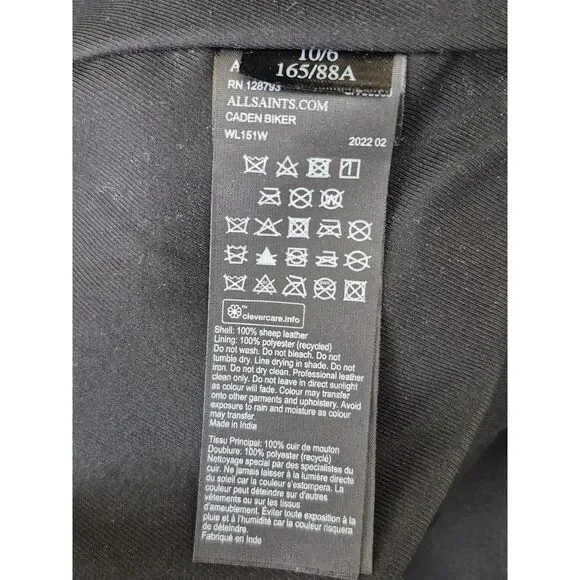 10/6
165/88A
RN 128793
ALLSAINTS.COM
CADEN BIKER
WL151W 2022 02
clevercare.info
Shell: 100% sheep leather
Lining: 100% polyester (recycled)
Do not wash. Do not bleach. Do not
tumble dry. Line drying in shade. Do not
iron. Do not dry clean. Professional leather
clean only. Do not leave in direct sunlight
as colour will fade. Colour may transfer
onto other garments and upholstery. Avoid
exposure to rain and moisture as colour
may transfer.
Made in India
Tissu Principal: 100% cuir de mouton
Doublure: 100% polyester (recyclé)
Nettoyage special par des specialistes du
cuir. Ne jamais laisser à la lumière directe
du soleil car la couleur s'estompera. La
couleur peut déteindre sur d'autres
vêtements ou sur les tissus
d'ameublement. Eviter toute exposition à la
pluie et à l'humidité car la couleur risquera
de déteindre.
Fabriqué en Inde